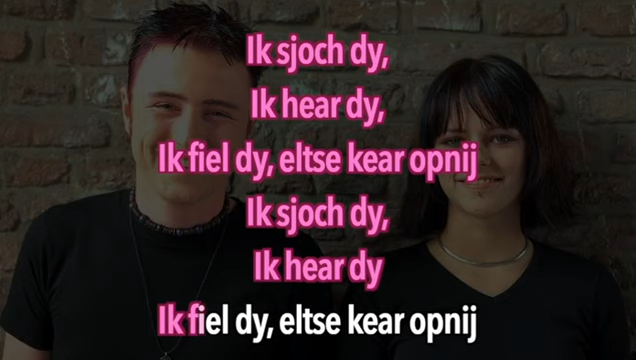 Ik sjoch dy,
Ik hear dy,
Ik fiel dy, eltse kear opnij
Ik sjoch dy,
Ik hear dy
Ik fiel dy, eltse kear opnij